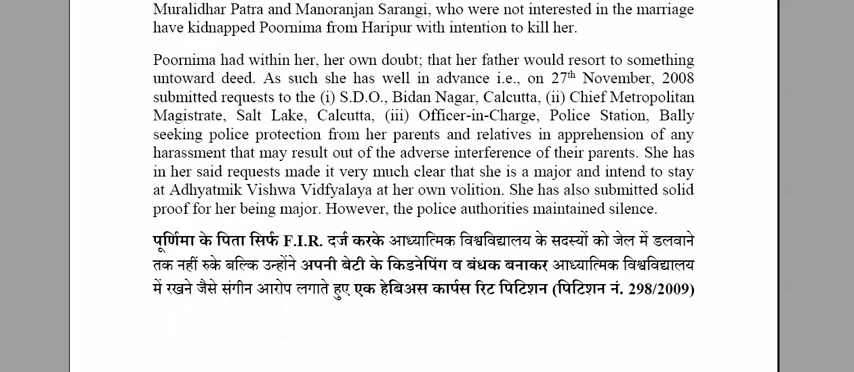 Muralidhar Patra and Manoranjan Sarangi, who were not interested in the marriage
have kidnapped Poornima from Haripur with intention to kill her.
Poornima had within her, her own doubt; that her father would resort to something
untoward deed. As such she has well in advance i.e., on 27th November, 2008
submitted requests to the (i) S.D.O., Bidan Nagar, Calcutta, (ii) Chief Metropolitan
Magistrate, Salt Lake, Calcutta, (iii) Officer-in-Charge, Police Station, Bally
seeking police protection from her parents and relatives in apprehension of any
harassment that may result out of the adverse interference of their parents. She has
in her said requests made it very much clear that she is a major and intend to stay
at Adhyatmik Vishwa Vidfyalaya at her own volition. She has also submitted solid
proof for her being major. However, the police authorities maintained silence.
पूर्णिमा के पिता सिर्फ F.I.R. दर्ज करके आध्यात्मिक विश्वविद्यालय के सदस्यों को जेल में डलवाने
तक नहीं रुके बल्कि उन्होंने अपनी बेटी के किडनेपिंग व बंधक बनाकर आध्यात्मिक विश्वविद्यालय
में रखने जैसे संगीन आरोप लगाते हुए एक हेबिअस कार्पस रिट पिटिशन (पिटिशन नं. 298/2009)